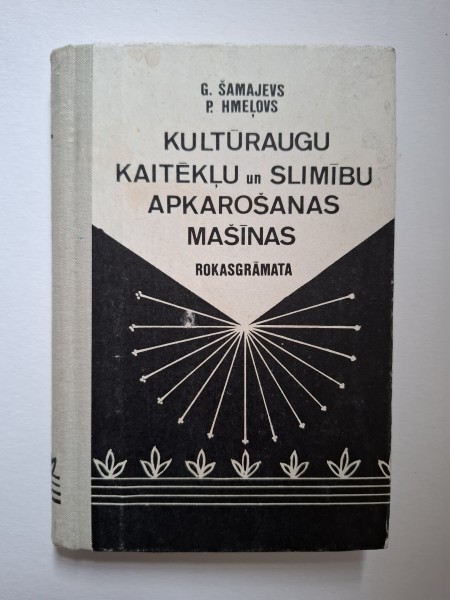 G. ŠAMAJEVS
P. HMEĻOVS
KULTŪRAUGU
KAITĒKĻU un SLIMĪBU
APKAROŠANAS
MAŠĪNAS
ROKASGRĀMATA